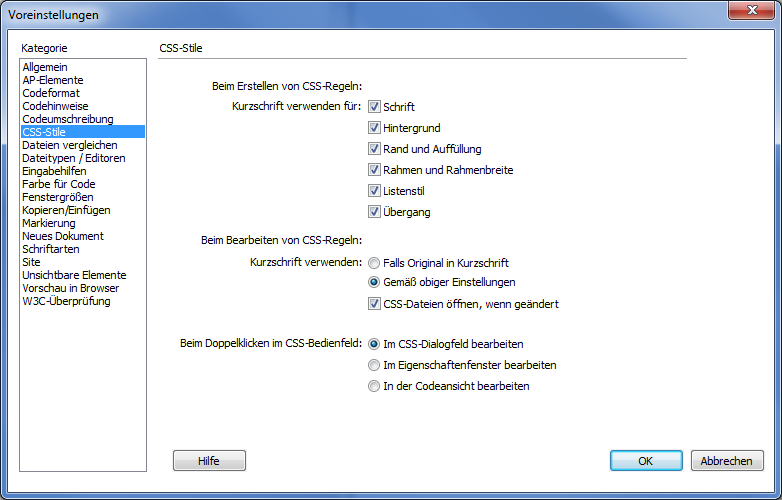 Voreinstellungen
Kategorie
Allgemein
AP-Elemente
Codeformat
Codehinweise
Codeumschreibung
CSS-Stile
Dateien vergleichen
Dateitypen / Editoren
Eingabehilfen
Farbe für Code
Fenstergrößen
Kopieren/Einfügen
Markierung
Neues Dokument
Schriftarten
Site
Unsichtbare Elemente
Vorschau in Browser
W3C-Überprüfung
CSS-Stile
Beim Erstellen von CSS-Regeln:
Kurzschrift verwenden für: Schrift
Hintergrund
Rand und Auffüllung
Rahmen und Rahmenbreite
Listenstil
Übergang
Beim Bearbeiten von CSS-Regeln:
Kurzschrift verwenden: Falls Original in Kurzschrift
Gemäß obiger Einstellungen
CSS-Dateien öffnen, wenn geändert
Beim Doppelklicken im CSS-Bedienfeld: Im CSS-Dialogfeld bearbeiten
Im Eigenschaftenfenster bearbeiten
In der Codeansicht bearbeiten
Hilfe OK Abbrechen